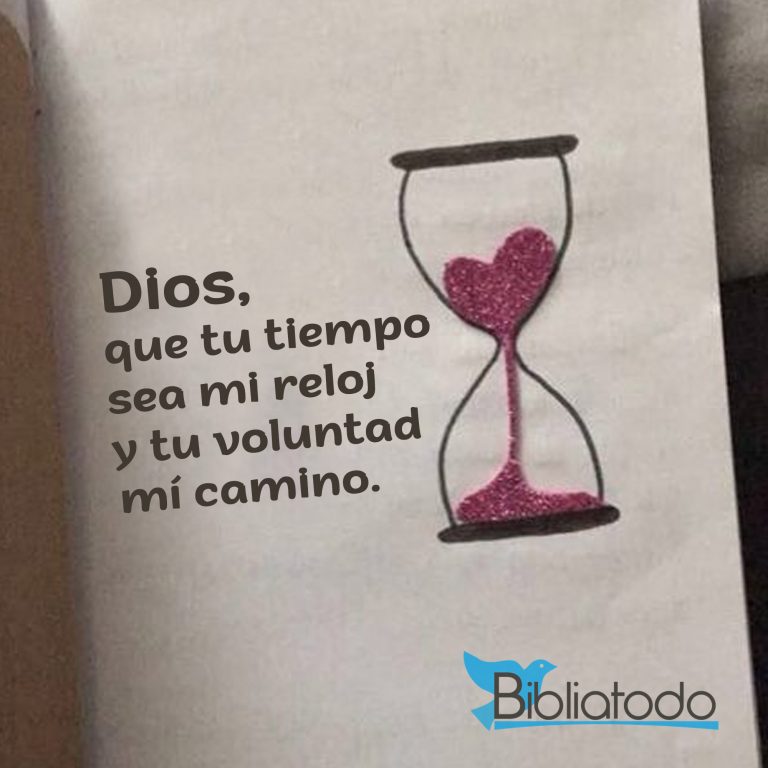 Dios,
que tu tiempo
sea mi reloj
y tu voluntad
mí camino.
Bibliatodo